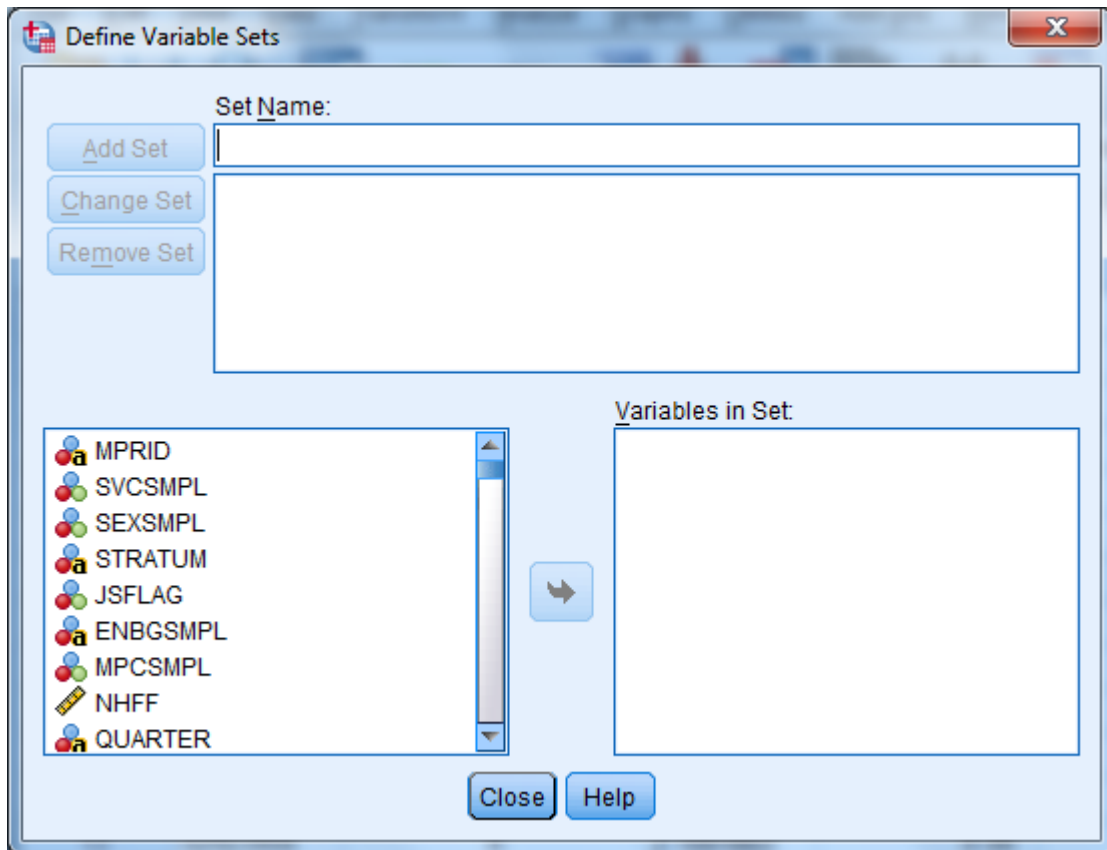 Define Variable Sets
Set Name:
Add Set
Change Set
Remove Set
Variables in Set:
MPRID
SVCSMPL
SEXSMPL
STRATUM
JSFLAG
ENBGSMPL
MPCSMPL
NHFF
QUARTER
Close
Help